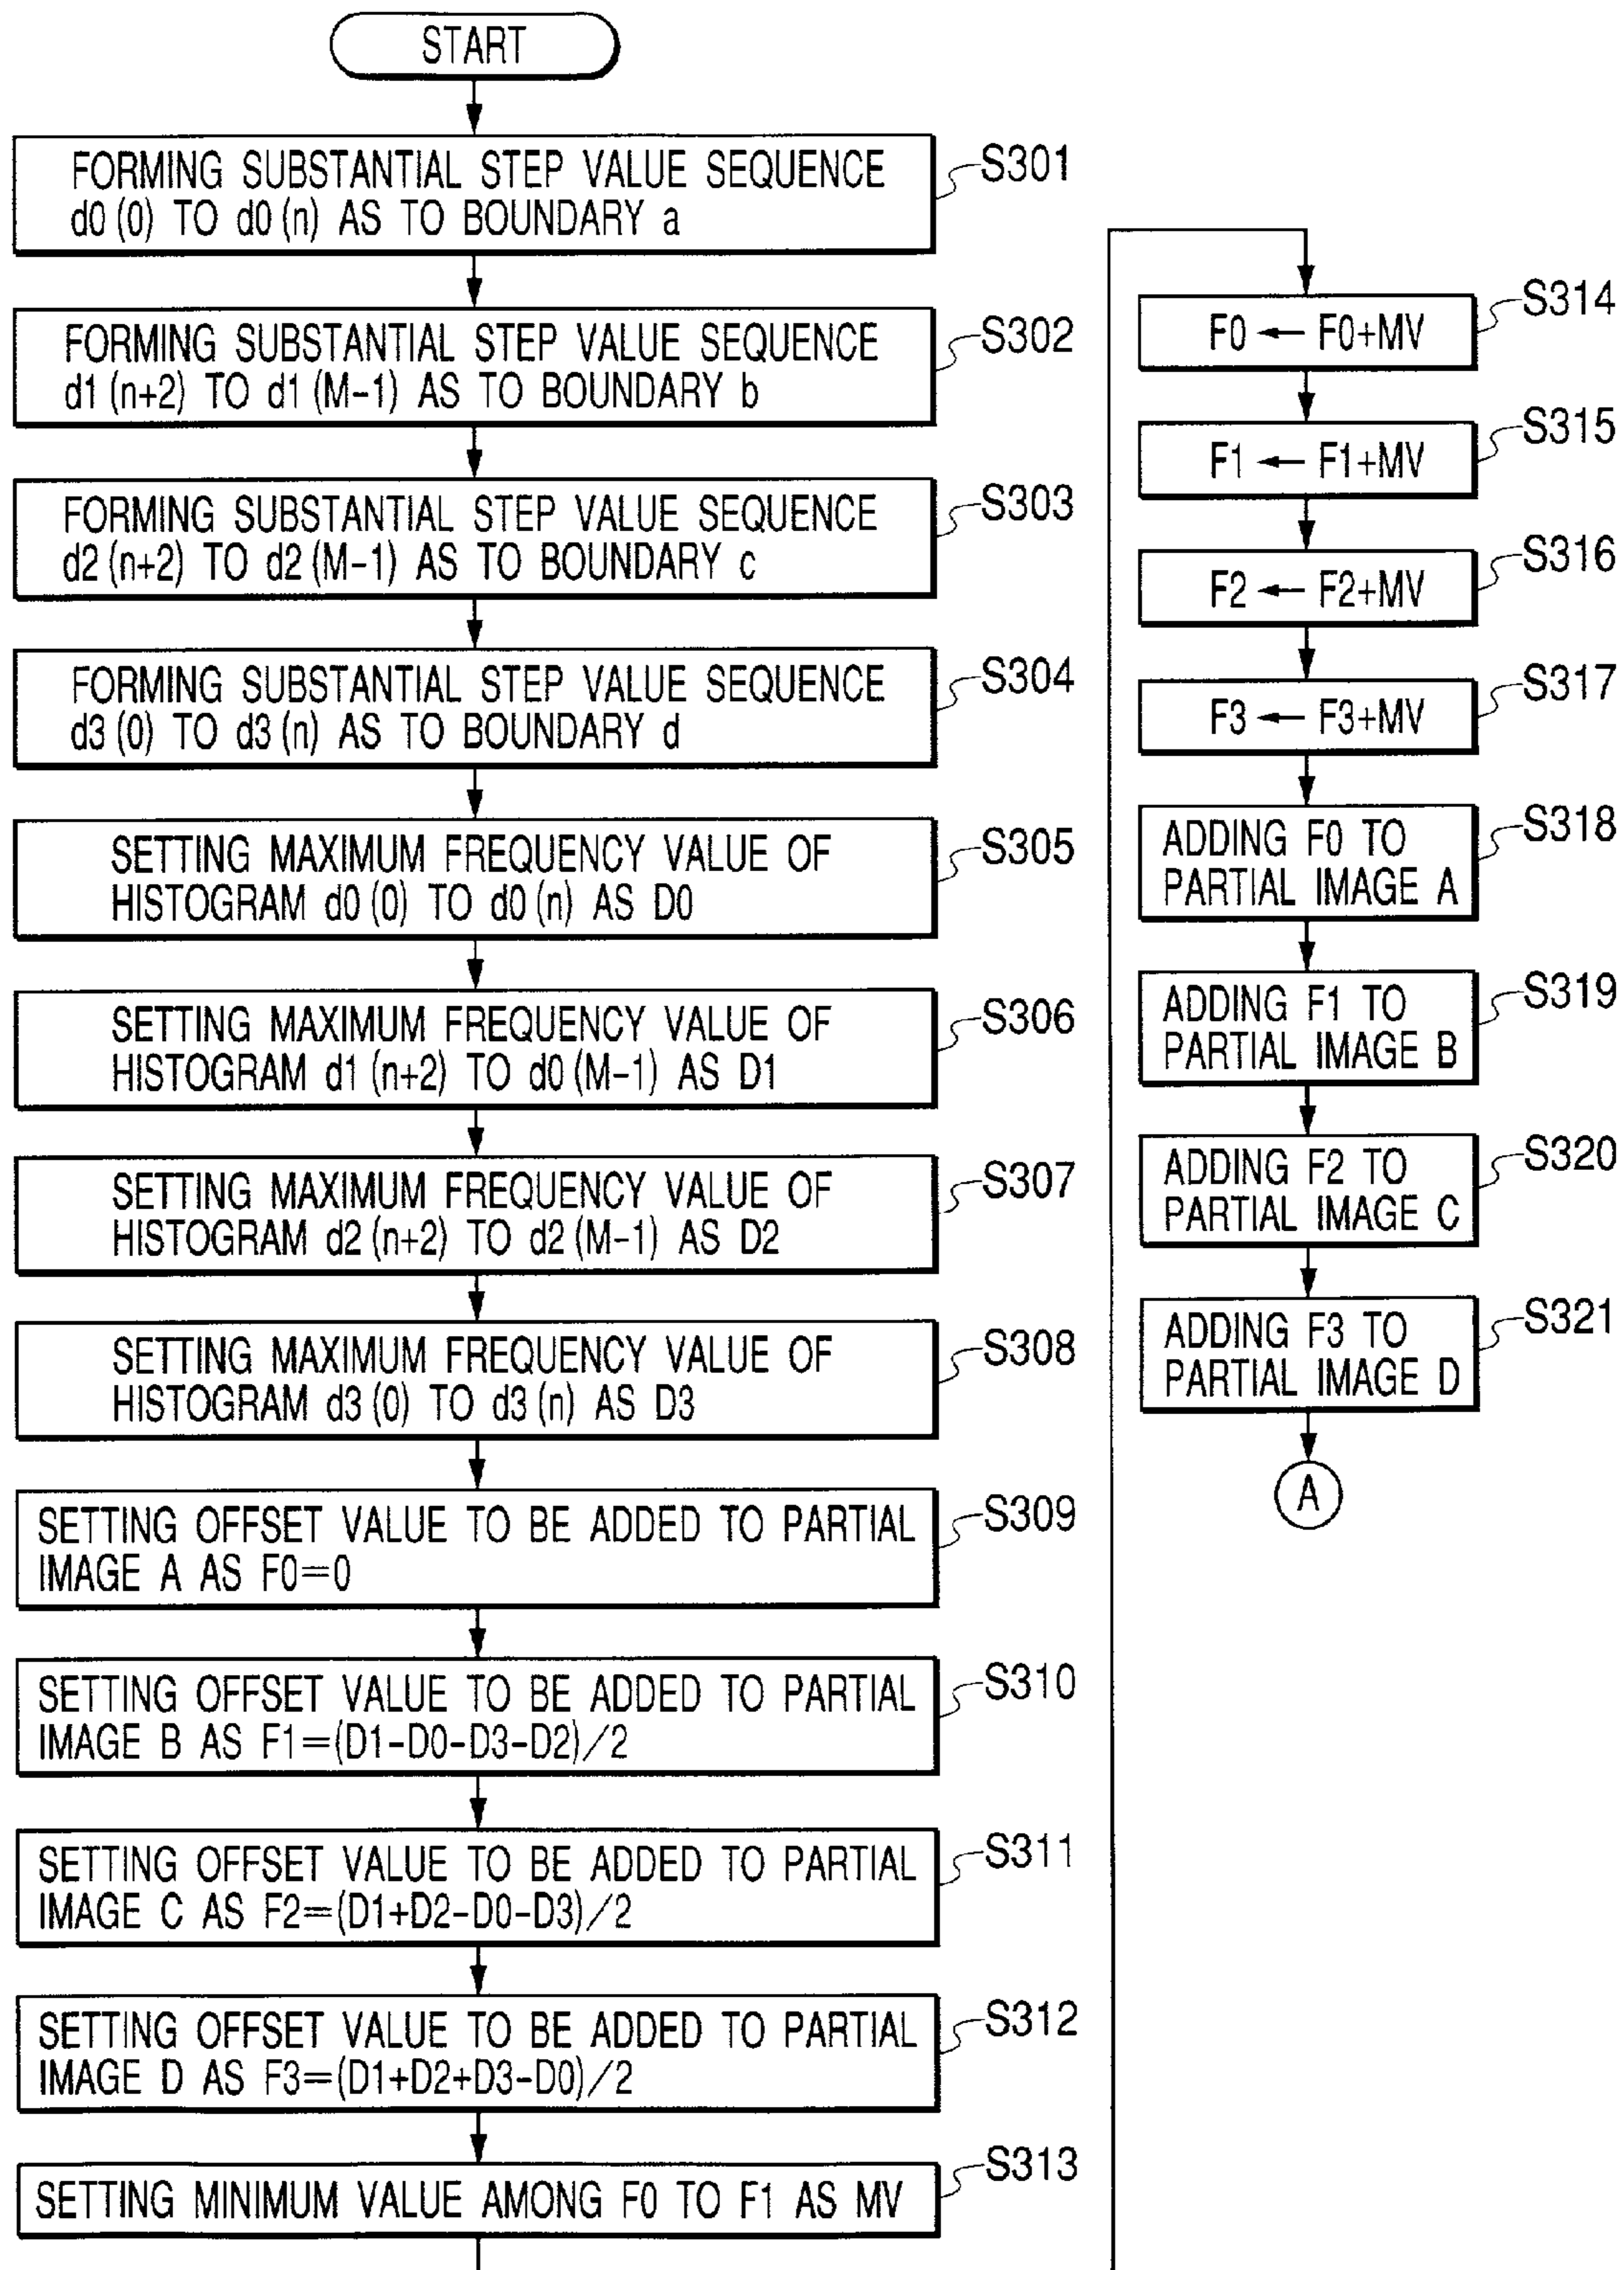 START
FORMING SUBSTANTIAL STEP VALUE SEQUENCE
d0 (0) TO d0 (n) AS TO BOUNDARY a
S301
FORMING SUBSTANTIAL STEP VALUE SEQUENCE
d1 (n+2) TO d1 (M-1) AS TO BOUNDARY b
S302
FORMING SUBSTANTIAL STEP VALUE SEQUENCE
d2 (n+2) TO d2 (M-1) AS TO BOUNDARY c
S303
FORMING SUBSTANTIAL STEP VALUE SEQUENCE
d3 (0) TO d3 (n) AS TO BOUNDARY d
S304
SETTING MAXIMUM FREQUENCY VALUE OF
HISTOGRAM d0 (0) TO d0 (n) AS D0
S305
SETTING MAXIMUM FREQUENCY VALUE OF
HISTOGRAM d1 (n+2) TO d0 (M-1) AS D1
S306
SETTING MAXIMUM FREQUENCY VALUE OF
HISTOGRAM d2 (n+2) TO d2 (M-1) AS D2
S307
SETTING MAXIMUM FREQUENCY VALUE OF
HISTOGRAM d3 (0) TO d3 (n) AS D3
S308
SETTING OFFSET VALUE TO BE ADDED TO PARTIAL
IMAGE A AS F0=0
S309
SETTING OFFSET VALUE TO BE ADDED TO PARTIAL
IMAGE B AS F1=(D1-D0-D3-D2)/2
S310
SETTING OFFSET VALUE TO BE ADDED TO PARTIAL
IMAGE C AS F2=(D1+D2-D0-D3)/2
S311
SETTING OFFSET VALUE TO BE ADDED TO PARTIAL
IMAGE D AS F3=(D1+D2+D3-D0)/2
S312
SETTING MINIMUM VALUE AMONG F0 TO F1 AS MV
S313
F0 ← F0+MV
S314
F1 ← F1+MV
S315
F2 ← F2+MV
S316
F3 ← F3+MV
S317
ADDING F0 TO
PARTIAL IMAGE A
S318
ADDING F1 TO
PARTIAL IMAGE B
S319
ADDING F2 TO
PARTIAL IMAGE C
S320
ADDING F3 TO
PARTIAL IMAGE D
S321
A